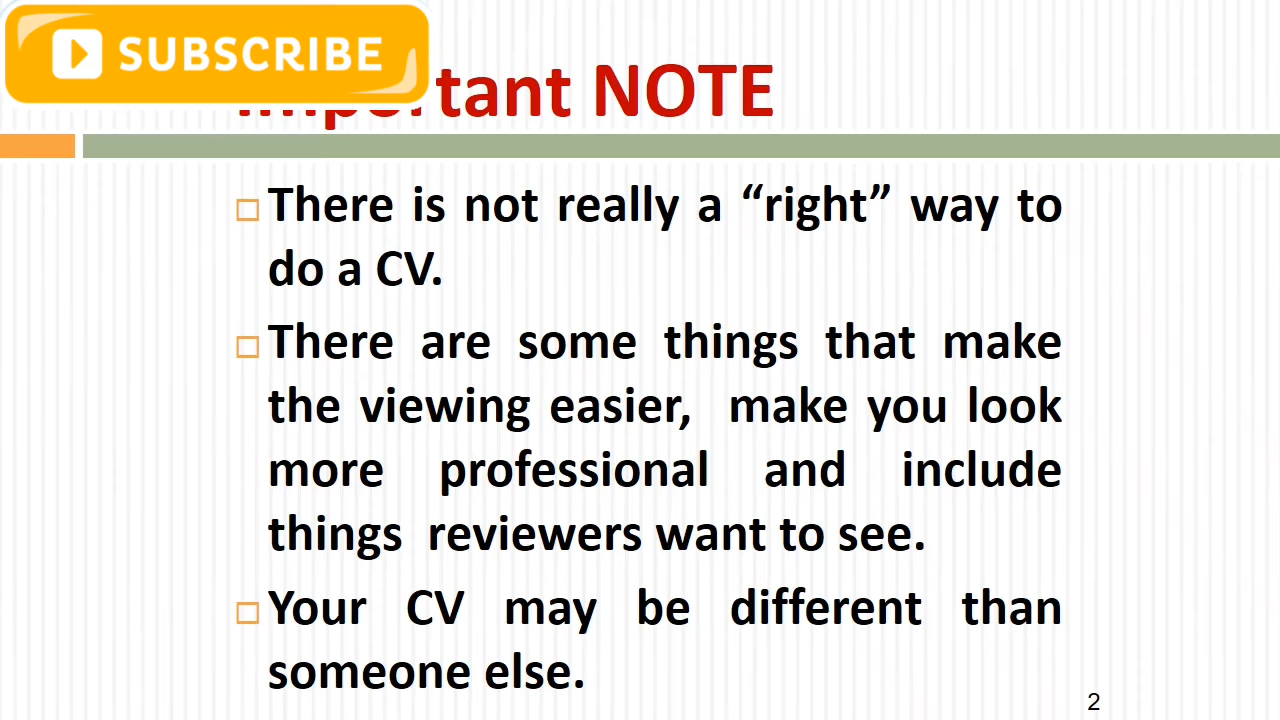 SUBSCRIBE
Important NOTE
There is not really a “right” way to
do a CV.
There are some things that make
the viewing easier, make you look
more professional and include
things reviewers want to see.
Your CV may be different than
someone else.
2